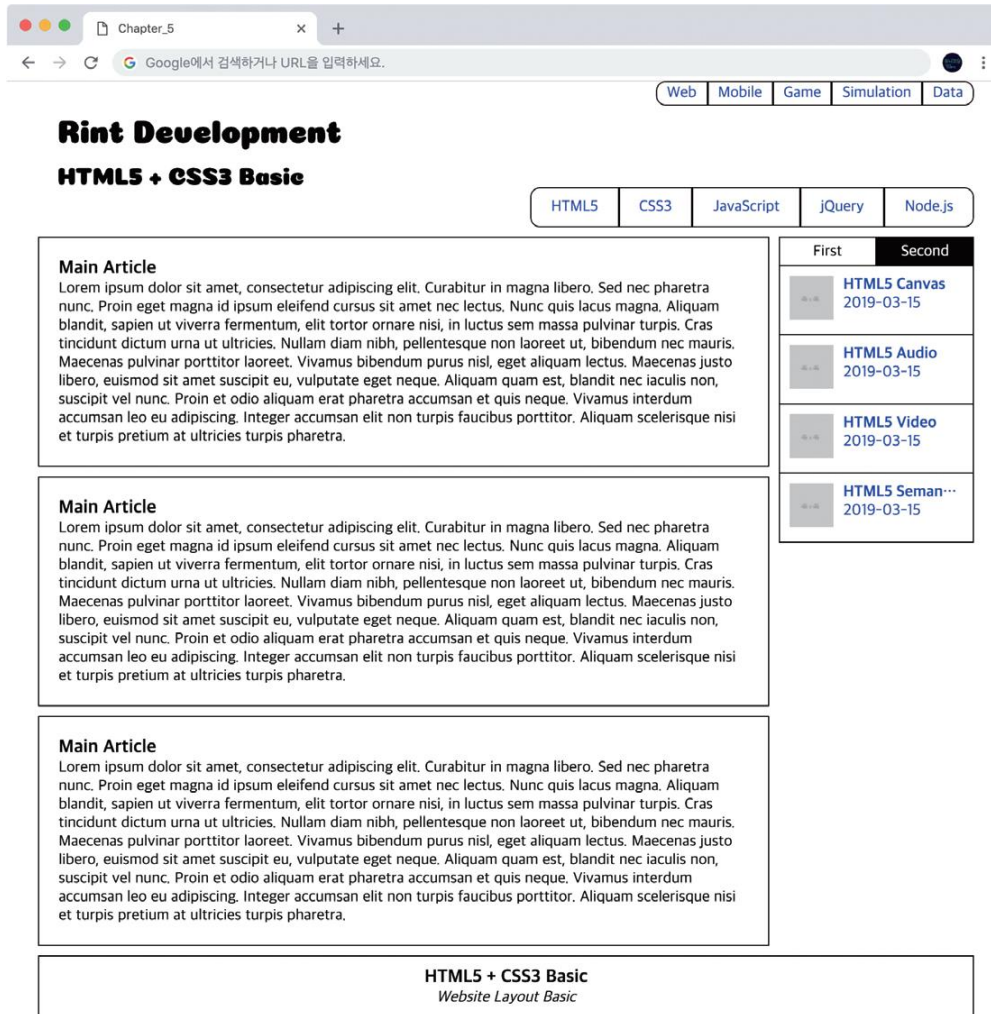 Chapter_5
Google에서 검색하거나 URL을 입력하세요.
Web Mobile Game Simulation Data
Rint Development
HTML5 + CSS3 Basic
HTML5 CSS3 JavaScript jQuery Node.js
Main Article
Lorem ipsum dolor sit amet, consectetur adipiscing elit. Curabitur in magna libero. Sed nec pharetra
nunc. Proin eget magna id ipsum eleifend cursus sit amet nec lectus. Nunc quis lacus magna. Aliquam
blandit, sapien ut viverra fermentum, elit tortor ornare nisi, in luctus sem massa pulvinar turpis. Cras
tincidunt dictum urna ut ultricies. Nullam diam nibh, pellentesque non laoreet ut, bibendum nec mauris.
Maecenas pulvinar porttitor laoreet. Vivamus bibendum purus nisl, eget aliquam lectus. Maecenas justo
libero, euismod sit amet suscipit eu, vulputate eget neque. Aliquam quam est, blandit nec iaculis non,
suscipit vel nunc. Proin et odio aliquam erat pharetra accumsan et quis neque. Vivamus interdum
accumsan leo eu adipiscing. Integer accumsan elit non turpis faucibus porttitor. Aliquam scelerisque nisi
et turpis pretium at ultricies turpis pharetra.
Main Article
Lorem ipsum dolor sit amet, consectetur adipiscing elit. Curabitur in magna libero. Sed nec pharetra
nunc. Proin eget magna id ipsum eleifend cursus sit amet nec lectus. Nunc quis lacus magna. Aliquam
blandit, sapien ut viverra fermentum, elit tortor ornare nisi, in luctus sem massa pulvinar turpis. Cras
tincidunt dictum urna ut ultricies. Nullam diam nibh, pellentesque non laoreet ut, bibendum nec mauris.
Maecenas pulvinar porttitor laoreet. Vivamus bibendum purus nisl, eget aliquam lectus. Maecenas justo
libero, euismod sit amet suscipit eu, vulputate eget neque. Aliquam quam est, blandit nec iaculis non,
suscipit vel nunc. Proin et odio aliquam erat pharetra accumsan et quis neque. Vivamus interdum
accumsan leo eu adipiscing. Integer accumsan elit non turpis faucibus porttitor. Aliquam scelerisque nisi
et turpis pretium at ultricies turpis pharetra.
Main Article
Lorem ipsum dolor sit amet, consectetur adipiscing elit. Curabitur in magna libero. Sed nec pharetra
nunc. Proin eget magna id ipsum eleifend cursus sit amet nec lectus. Nunc quis lacus magna. Aliquam
blandit, sapien ut viverra fermentum, elit tortor ornare nisi, in luctus sem massa pulvinar turpis. Cras
tincidunt dictum urna ut ultricies. Nullam diam nibh, pellentesque non laoreet ut, bibendum nec mauris.
Maecenas pulvinar porttitor laoreet. Vivamus bibendum purus nisl, eget aliquam lectus. Maecenas justo
libero, euismod sit amet suscipit eu, vulputate eget neque. Aliquam quam est, blandit nec iaculis non,
suscipit vel nunc. Proin et odio aliquam erat pharetra accumsan et quis neque. Vivamus interdum
accumsan leo eu adipiscing. Integer accumsan elit non turpis faucibus porttitor. Aliquam scelerisque nisi
et turpis pretium at ultricies turpis pharetra.
First Second
HTML5 Canvas
2019-03-15
HTML5 Audio
2019-03-15
HTML5 Video
2019-03-15
HTML5 Seman…
2019-03-15
HTML5 + CSS3 Basic
Website Layout Basic